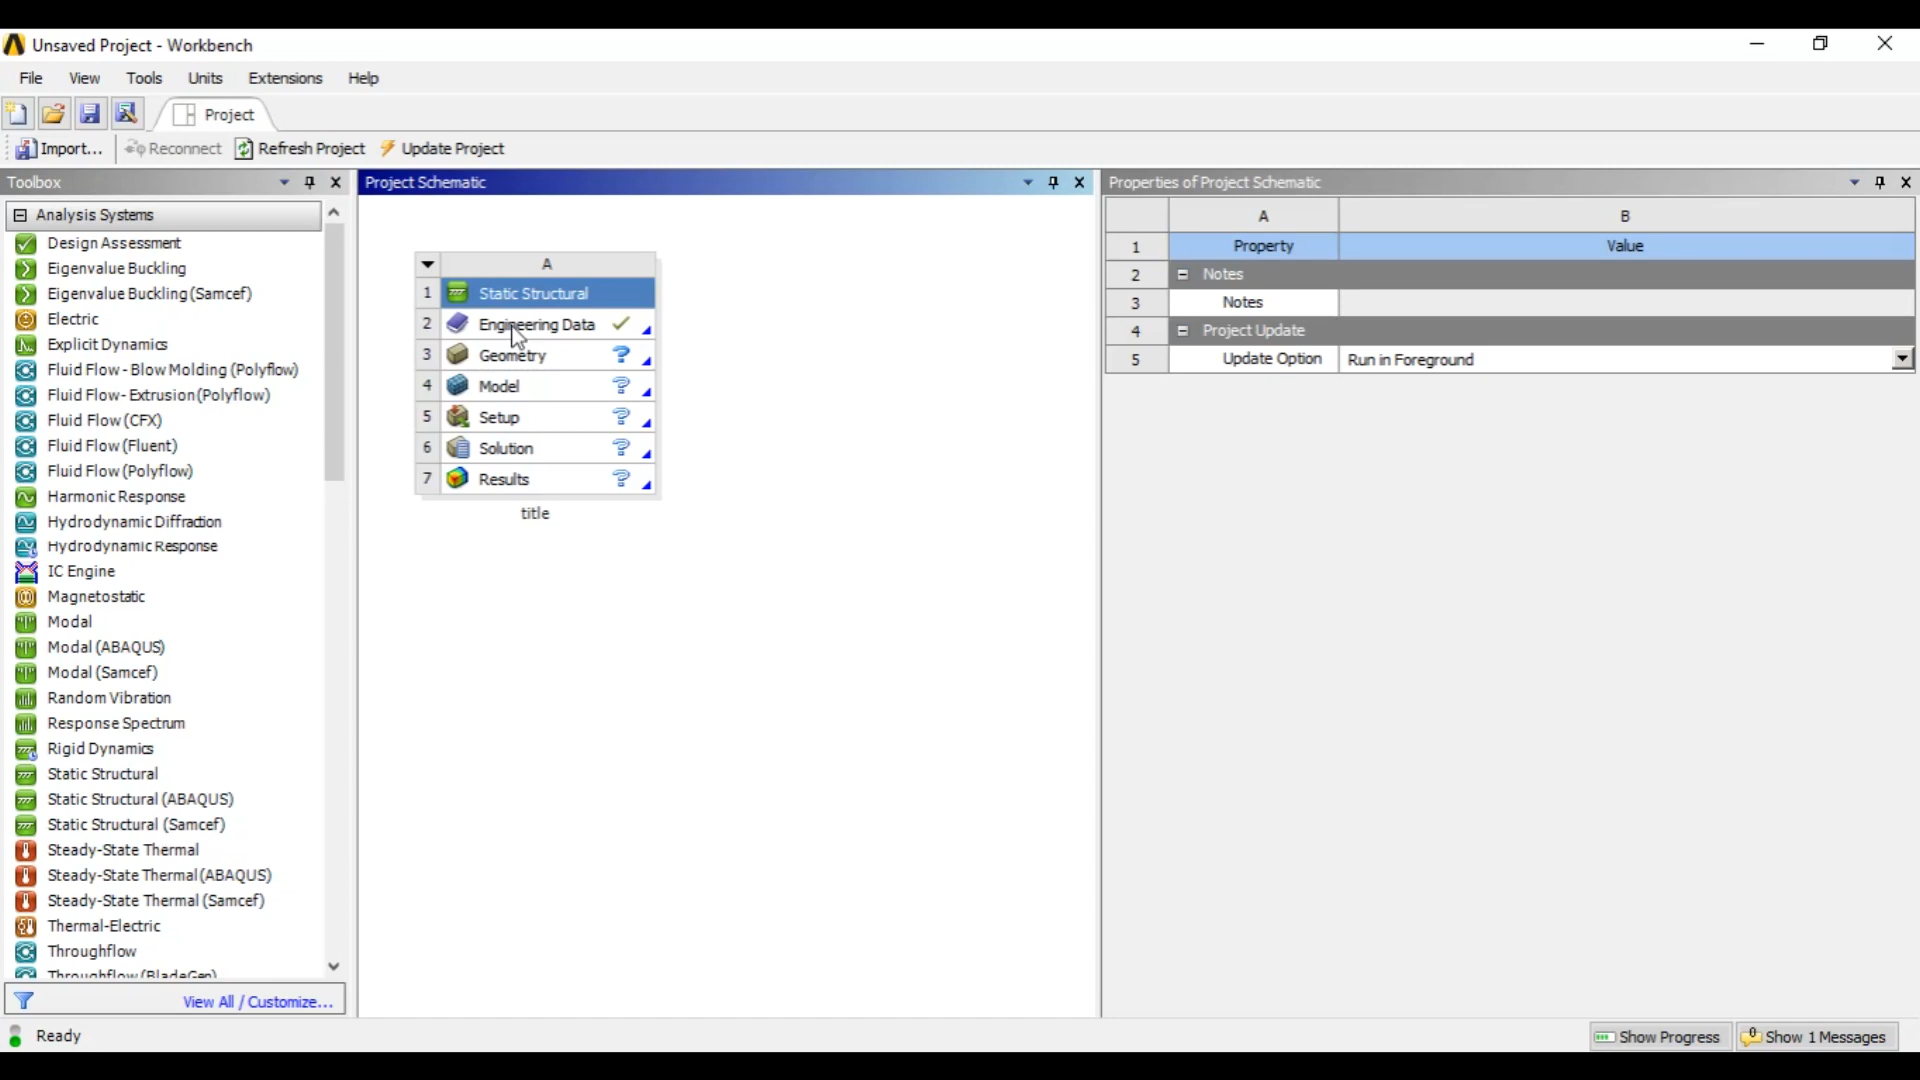 Unsaved Project - Workbench
File View Tools Units Extensions Help
Project
Import... Reconnect Refresh Project Update Project
Toolbox
Analysis Systems
Design Assessment
Eigenvalue Buckling
Eigenvalue Buckling (Samcef)
Electric
Explicit Dynamics
Fluid Flow - Blow Molding (Polyflow)
Fluid Flow - Extrusion (Polyflow)
Fluid Flow (CFX)
Fluid Flow (Fluent)
Fluid Flow (Polyflow)
Harmonic Response
Hydrodynamic Diffraction
Hydrodynamic Response
IC Engine
Magnetostatic
Modal
Modal (ABAQUS)
Modal (Samcef)
Random Vibration
Response Spectrum
Rigid Dynamics
Static Structural
Static Structural (ABAQUS)
Static Structural (Samcef)
Steady-State Thermal
Steady-State Thermal (ABAQUS)
Steady-State Thermal (Samcef)
Thermal-Electric
Throughflow
Throughflow (BladeGen)
View All / Customize...
Project Schematic
A
1 Static Structural
2 Engineering Data
3 Geometry ?
4 Model ?
5 Setup ?
6 Solution ?
7 Results ?
title
Properties of Project Schematic
A B
1 Property Value
2 Notes
3 Notes
4 Project Update
5 Update Option Run in Foreground
Ready
Show Progress
0 Show 1 Messages